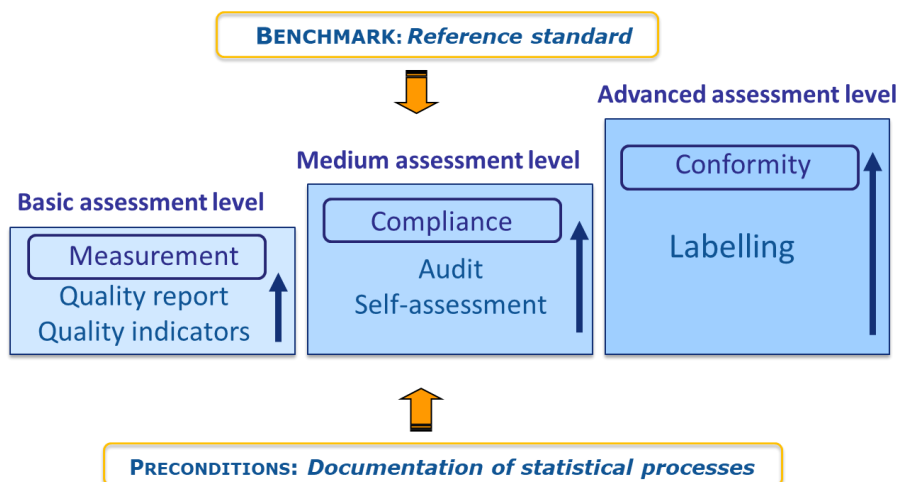 BENCHMARK: Reference standard
Advanced assessment level
Medium assessment level
Basic assessment level
Conformity
Compliance
Measurement
Labelling
Audit
Self-assessment
Quality report
Quality indicators
PRECONDITIONS: Documentation of statistical processes